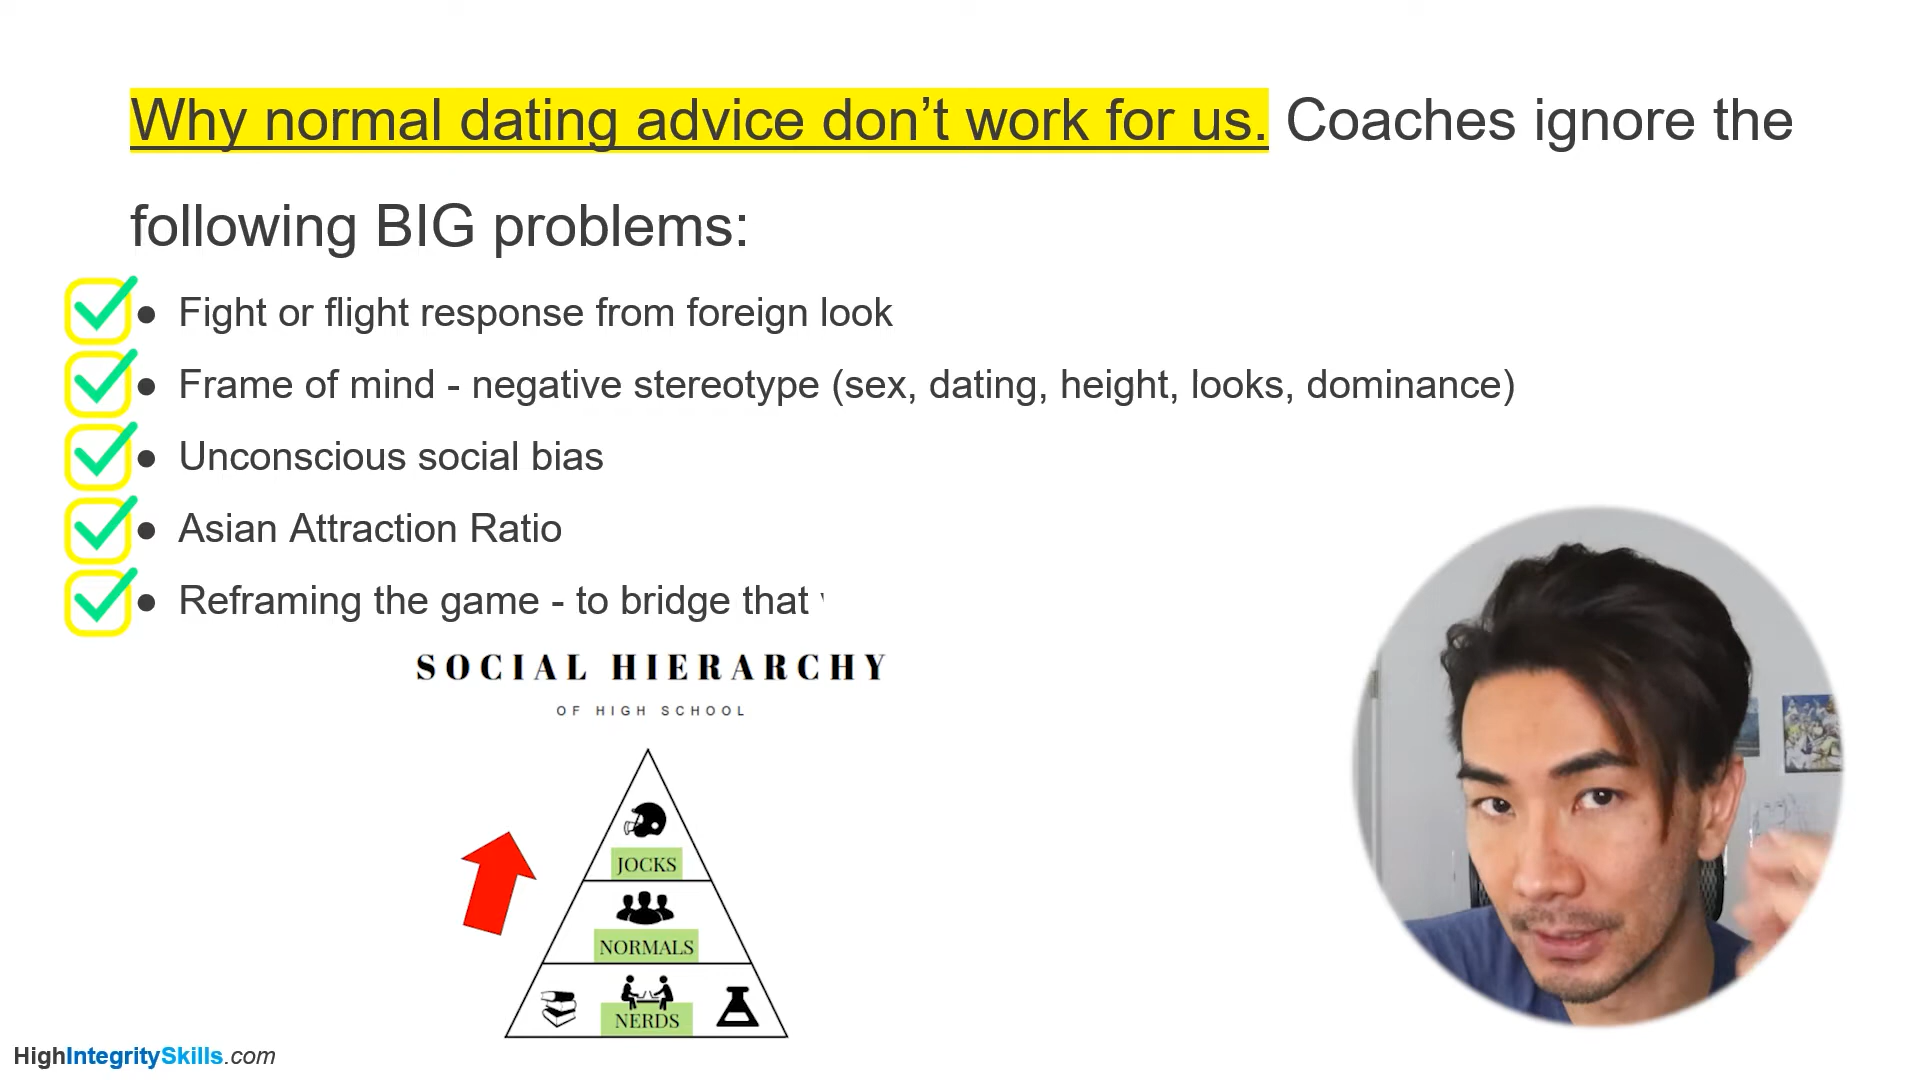 Why normal dating advice don’t work for us. Coaches ignore the
following BIG problems:
● Fight or flight response from foreign look
● Frame of mind - negative stereotype (sex, dating, height, looks, dominance)
● Unconscious social bias
● Asian Attraction Ratio
● Reframing the game - to bridge that
SOCIAL HIERARCHY
OF HIGH SCHOOL
JOCKS
NORMALS
NERDS
HighIntegritySkills.com